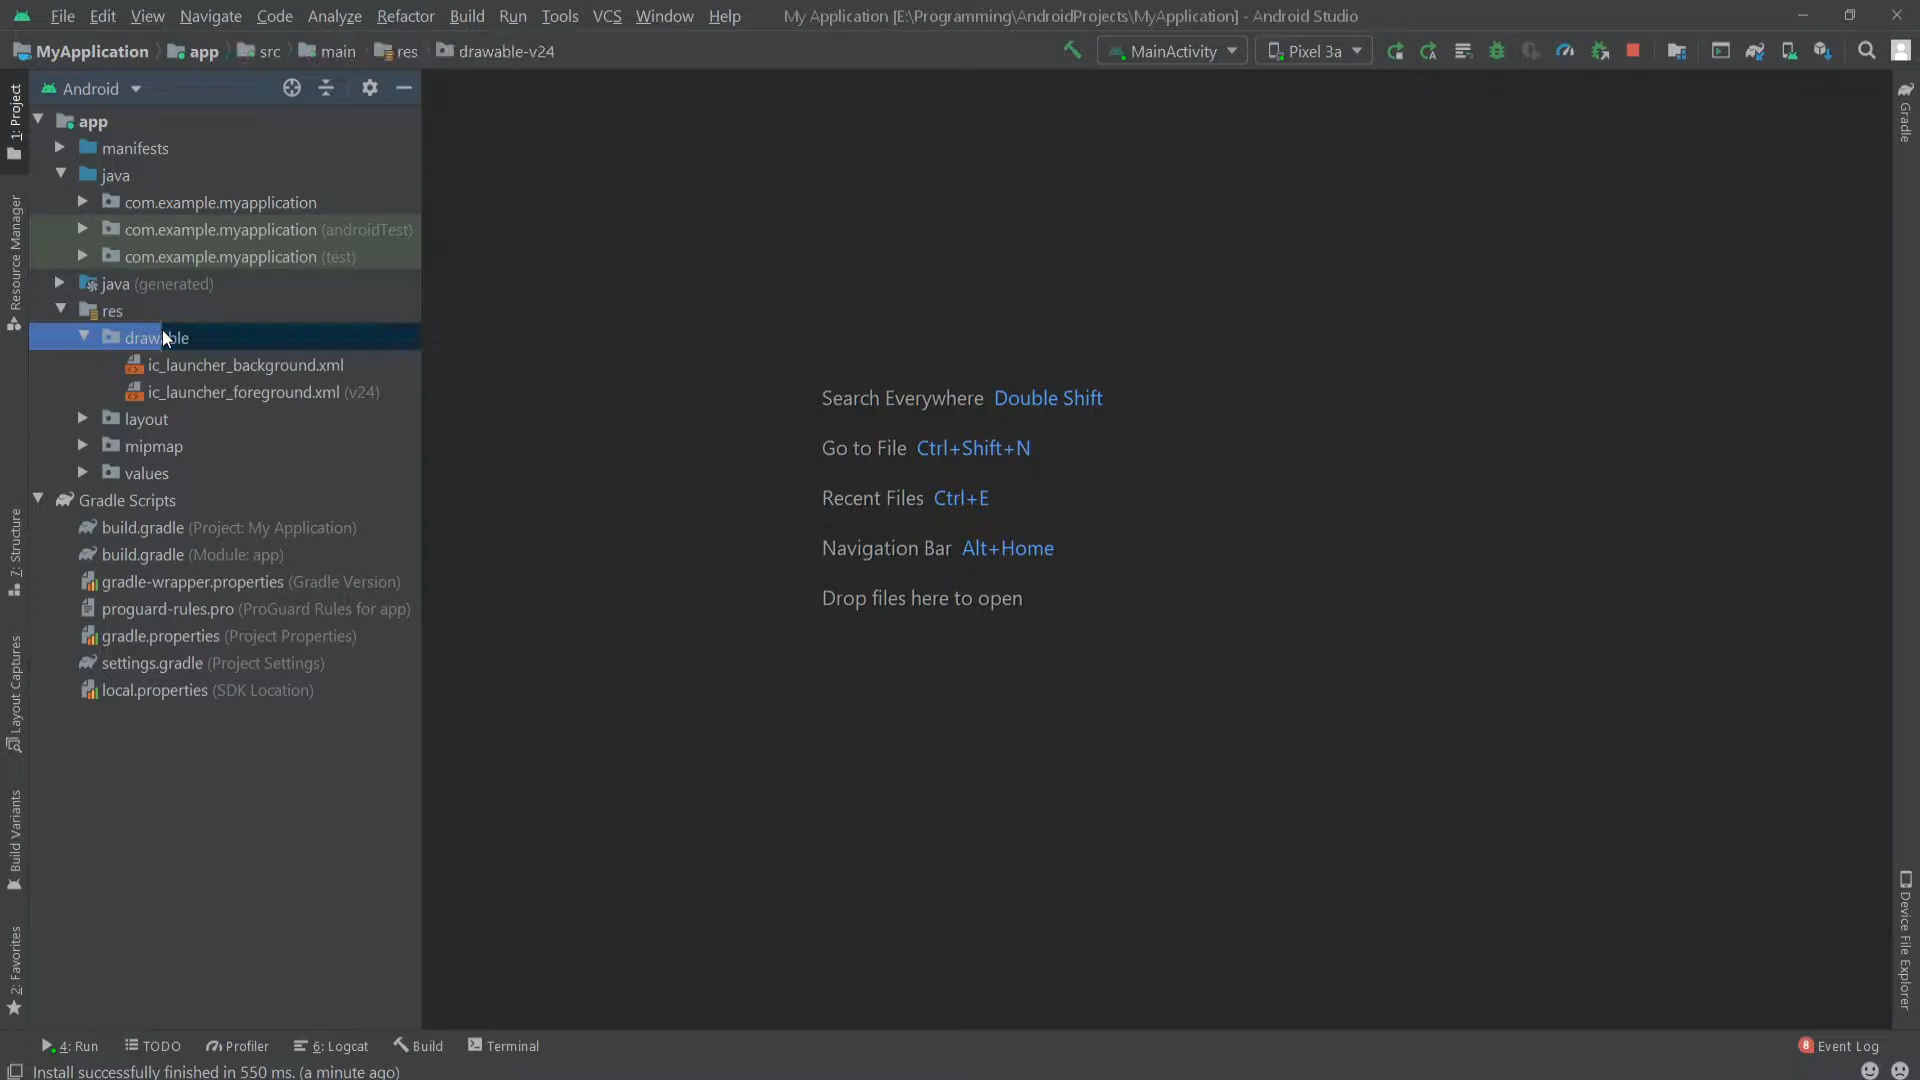 File Edit View Navigate Code Analyze Refactor Build Run Tools VCS Window Help My Application [E:\Programming\AndroidProjects\MyApplication] - Android Studio
MyApplication app src main res drawable-v24 MainActivity Pixel 3a
Android
1: Project
Resource Manager
7: Structure
Layout Captures
Build Variants
2: Favorites
app
manifests
java
com.example.myapplication
com.example.myapplication (androidTest)
com.example.myapplication (test)
java (generated)
res
drawable
ic_launcher_background.xml
ic_launcher_foreground.xml (v24)
layout
mipmap
values
Gradle Scripts
build.gradle (Project: My Application)
build.gradle (Module: app)
gradle-wrapper.properties (Gradle Version)
proguard-rules.pro (ProGuard Rules for app)
gradle.properties (Project Properties)
settings.gradle (Project Settings)
local.properties (SDK Location)
Search Everywhere Double Shift
Go to File Ctrl+Shift+N
Recent Files Ctrl+E
Navigation Bar Alt+Home
Drop files here to open
Gradle
Device File Explorer
4: Run TODO Profiler 6: Logcat Build Terminal 8 Event Log
Install successfully finished in 550 ms. (a minute ago)